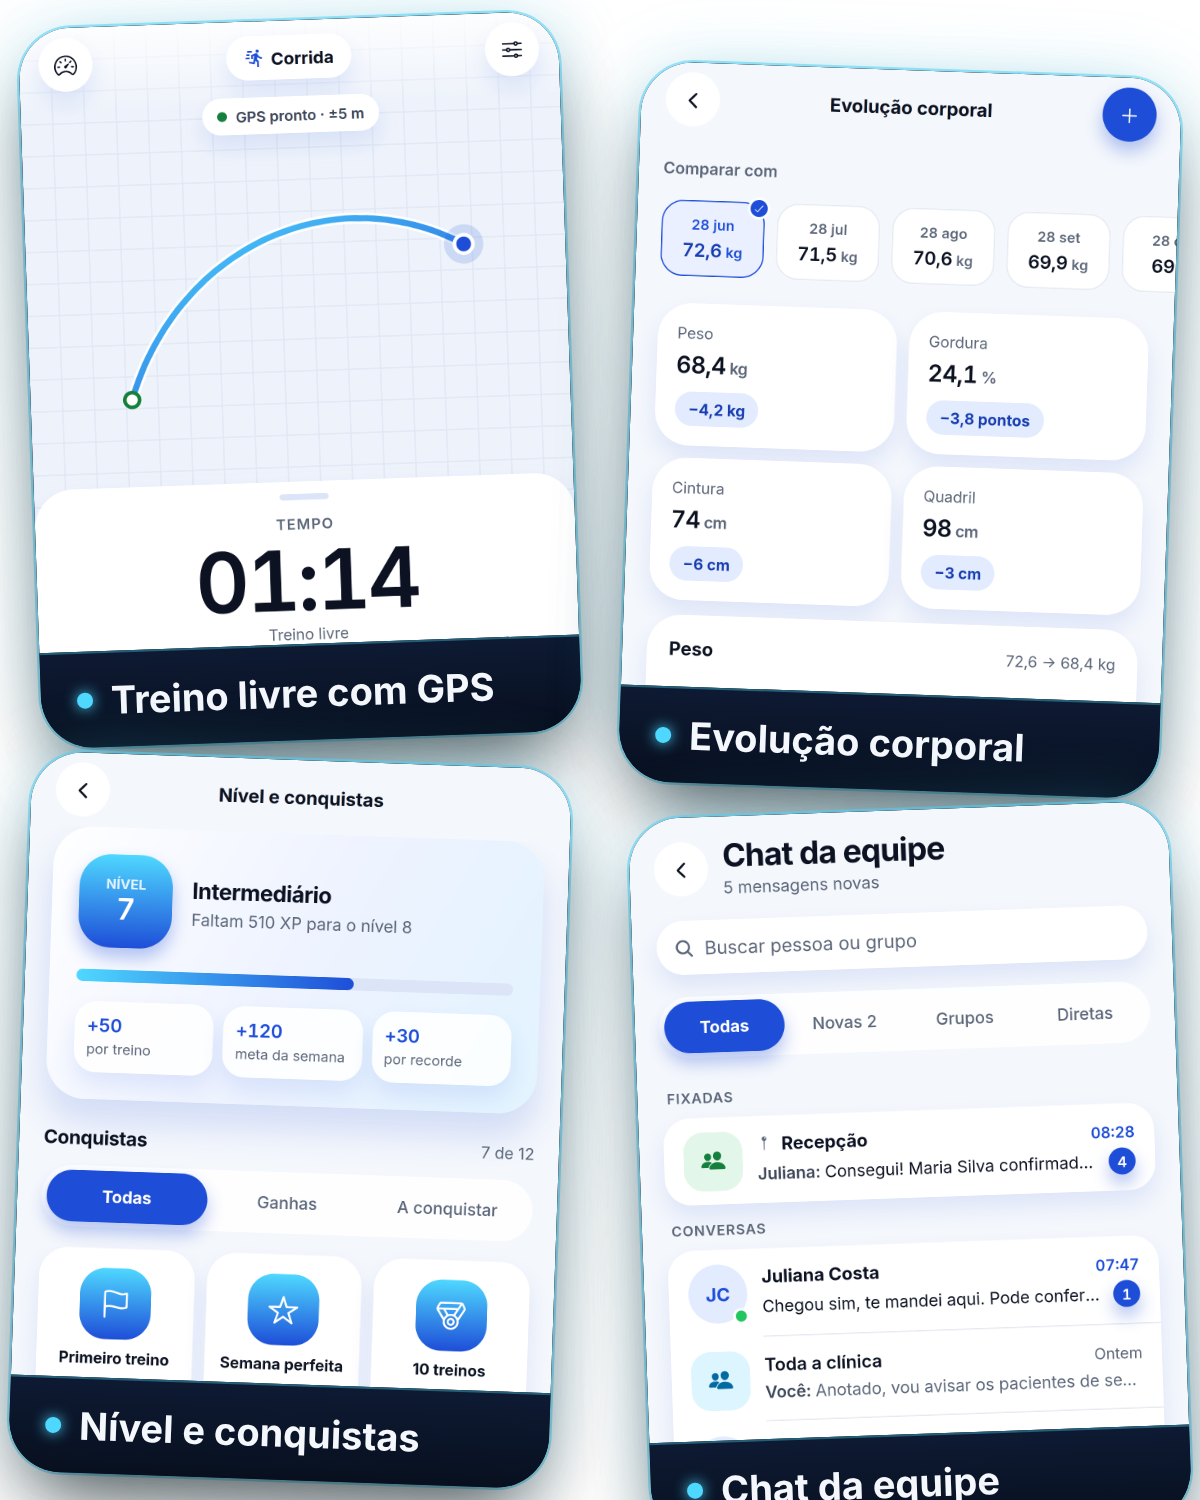 Corrida
GPS pronto · ±5 m
TEMPO
01:14
Treino livre
Treino livre com GPS
Evolução corporal
Comparar com
28 jun
72,6 kg
28 jul
71,5 kg
28 ago
70,6 kg
28 set
69,9 kg
28
69
Peso
68,4 kg
−4,2 kg
Gordura
24,1 %
−3,8 pontos
Cintura
74 cm
−6 cm
Quadril
98 cm
−3 cm
Peso
72,6 → 68,4 kg
Evolução corporal
Nível e conquistas
NÍVEL
7
Intermediário
Faltam 510 XP para o nível 8
+50
por treino
+120
meta da semana
+30
por recorde
Conquistas
7 de 12
Todas
Ganhas
A conquistar
Primeiro treino
Semana perfeita
10 treinos
Nível e conquistas
Chat da equipe
5 mensagens novas
Buscar pessoa ou grupo
Todas
Novas 2
Grupos
Diretas
FIXADAS
Recepção
08:28
Juliana: Consegui! Maria Silva confirmad...
4
CONVERSAS
JC
Juliana Costa
07:47
Chegou sim, te mandei aqui. Pode confer...
1
Toda a clínica
Ontem
Você: Anotado, vou avisar os pacientes de se...
Chat da equipe